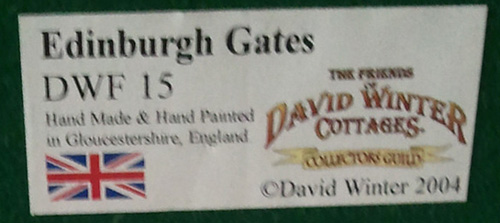 Edinburgh Gates
DWF 15
Hand Made & Hand Painted
in Gloucestershire, England
THE FRIENDS
OF
DAVID WINTER
COTTAGES
COLLECTORS GUILD
©David Winter 2004